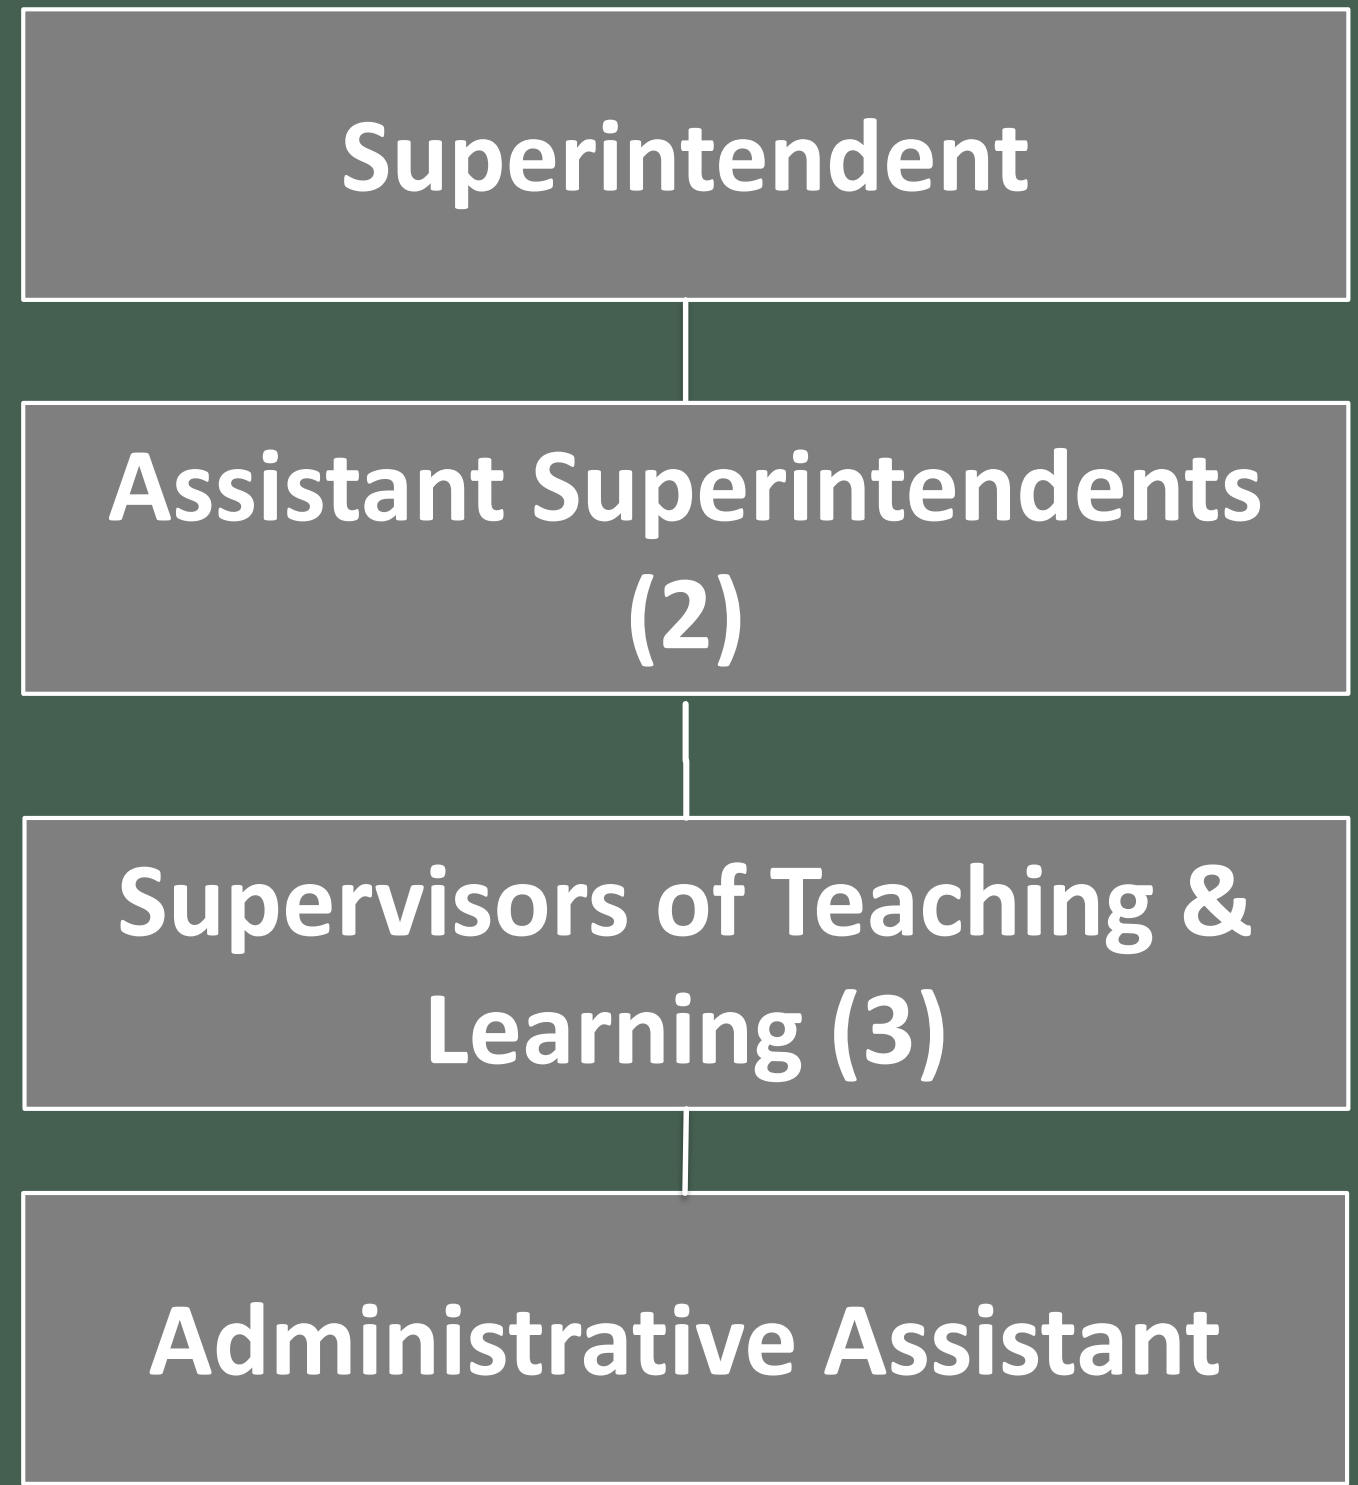 Superintendent
Assistant Superintendents
(2)
Supervisors of Teaching &
Learning (3)
Administrative Assistant